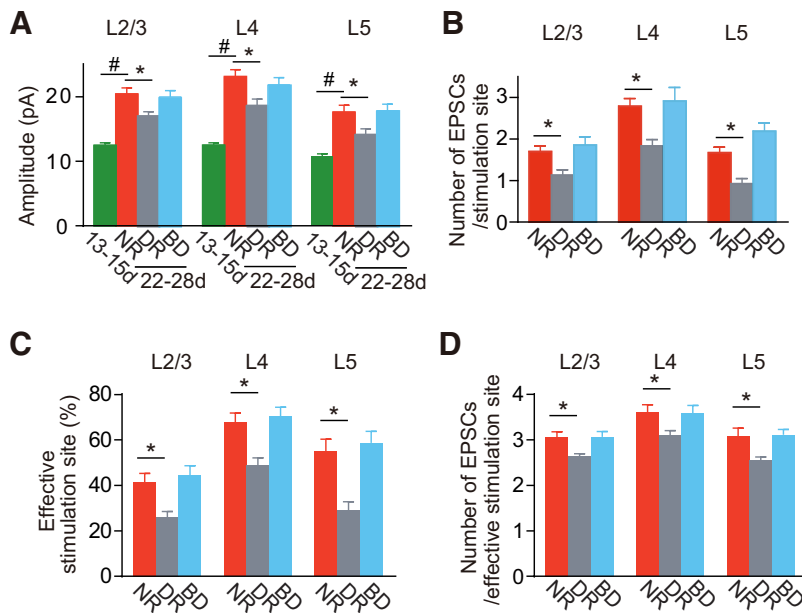 A
L2/3
L4
L5
Amplitude (pA)
20
10
0
#
*
#
*
#
*
13-15d
NR
DR
BD
22-28d
13-15d
NR
DR
BD
22-28d
13-15d
NR
DR
BD
22-28d
B
L2/3
L4
L5
Number of EPSCs
/stimulation site
3
2
1
0
*
*
*
NR
DR
BD
NR
DR
BD
NR
DR
BD
C
L2/3
L4
L5
Effective
stimulation site (%)
80
60
40
20
0
*
*
*
NR
DR
BD
NR
DR
BD
NR
DR
BD
D
L2/3
L4
L5
Number of EPSCs
/effective stimulation site
4
3
2
1
0
*
*
*
NR
DR
BD
NR
DR
BD
NR
DR
BD